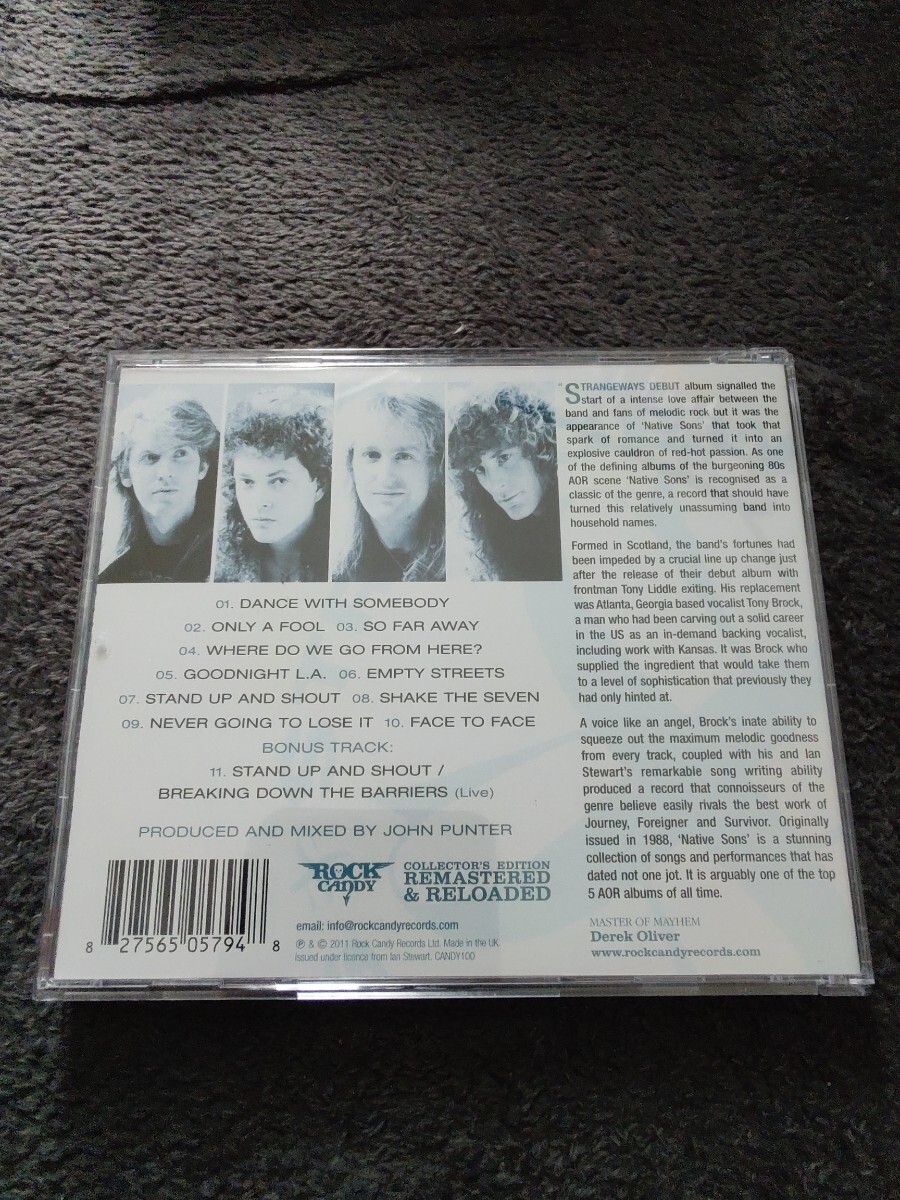 01. DANCE WITH SOMEBODY
02. ONLY A FOOL 03. SO FAR AWAY
04. WHERE DO WE GO FROM HERE?
05. GOODNIGHT L.A. 06. EMPTY STREETS
07. STAND UP AND SHOUT 08. SHAKE THE SEVEN
09. NEVER GOING TO LOSE IT 10. FACE TO FACE
BONUS TRACK:
11. STAND UP AND SHOUT /
BREAKING DOWN THE BARRIERS (Live)
PRODUCED AND MIXED BY JOHN PUNTER
8 27565 05794 8
ROCK
CANDY
COLLECTOR'S EDITION
REMASTERED
& RELOADED
email: info@rockcandyrecords.com
℗ & © 2011 Rock Candy Records Ltd. Made in the UK
Issued under licence from Ian Stewart. CANDY100
"STRANGEWAYS DEBUT album signalled the
start of a intense love affair between the
band and fans of melodic rock but it was the
appearance of 'Native Sons' that took that
spark of romance and turned it into an
explosive cauldron of red-hot passion. As one
of the defining albums of the burgeoning 80s
AOR scene 'Native Sons' is recognised as a
classic of the genre, a record that should have
turned this relatively unassuming band into
household names.
Formed in Scotland, the band's fortunes had
been impeded by a crucial line up change just
after the release of their debut album with
frontman Tony Liddle exiting. His replacement
was Atlanta, Georgia based vocalist Tony Brock,
a man who had been carving out a solid career
in the US as an in-demand backing vocalist,
including work with Kansas. It was Brock who
supplied the ingredient that would take them
to a level of sophistication that previously they
had only hinted at.
A voice like an angel, Brock's inate ability to
squeeze out the maximum melodic goodness
from every track, coupled with his and Ian
Stewart's remarkable song writing ability
produced a record that connoisseurs of the
genre believe easily rivals the best work of
Journey, Foreigner and Survivor. Originally
issued in 1988, 'Native Sons' is a stunning
collection of songs and performances that has
dated not one jot. It is arguably one of the top
5 AOR albums of all time.
MASTER OF MAYHEM
Derek Oliver
www.rockcandyrecords.com